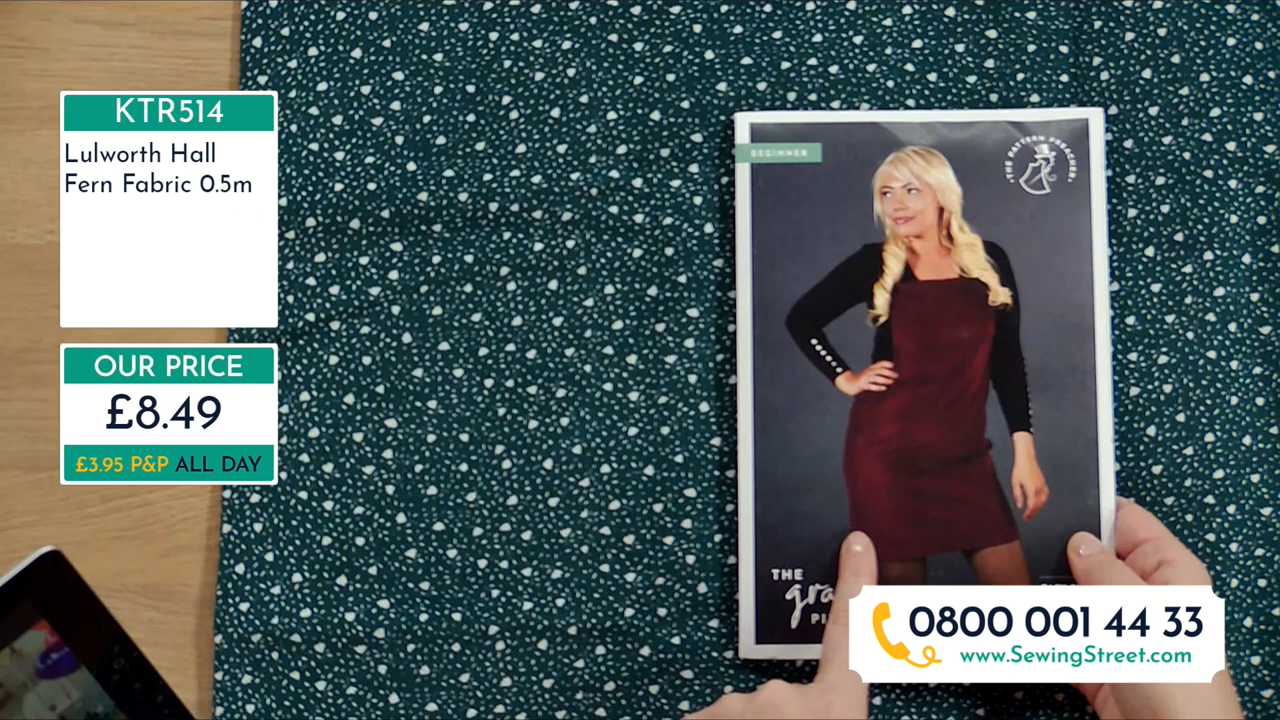 KTR514
Lulworth Hall
Fern Fabric 0.5m
OUR PRICE
£8.49
£3.95 P&P ALL DAY
BEGINNER
THE PATTERN PREACHER
THE
0800 001 44 33
www.SewingStreet.com